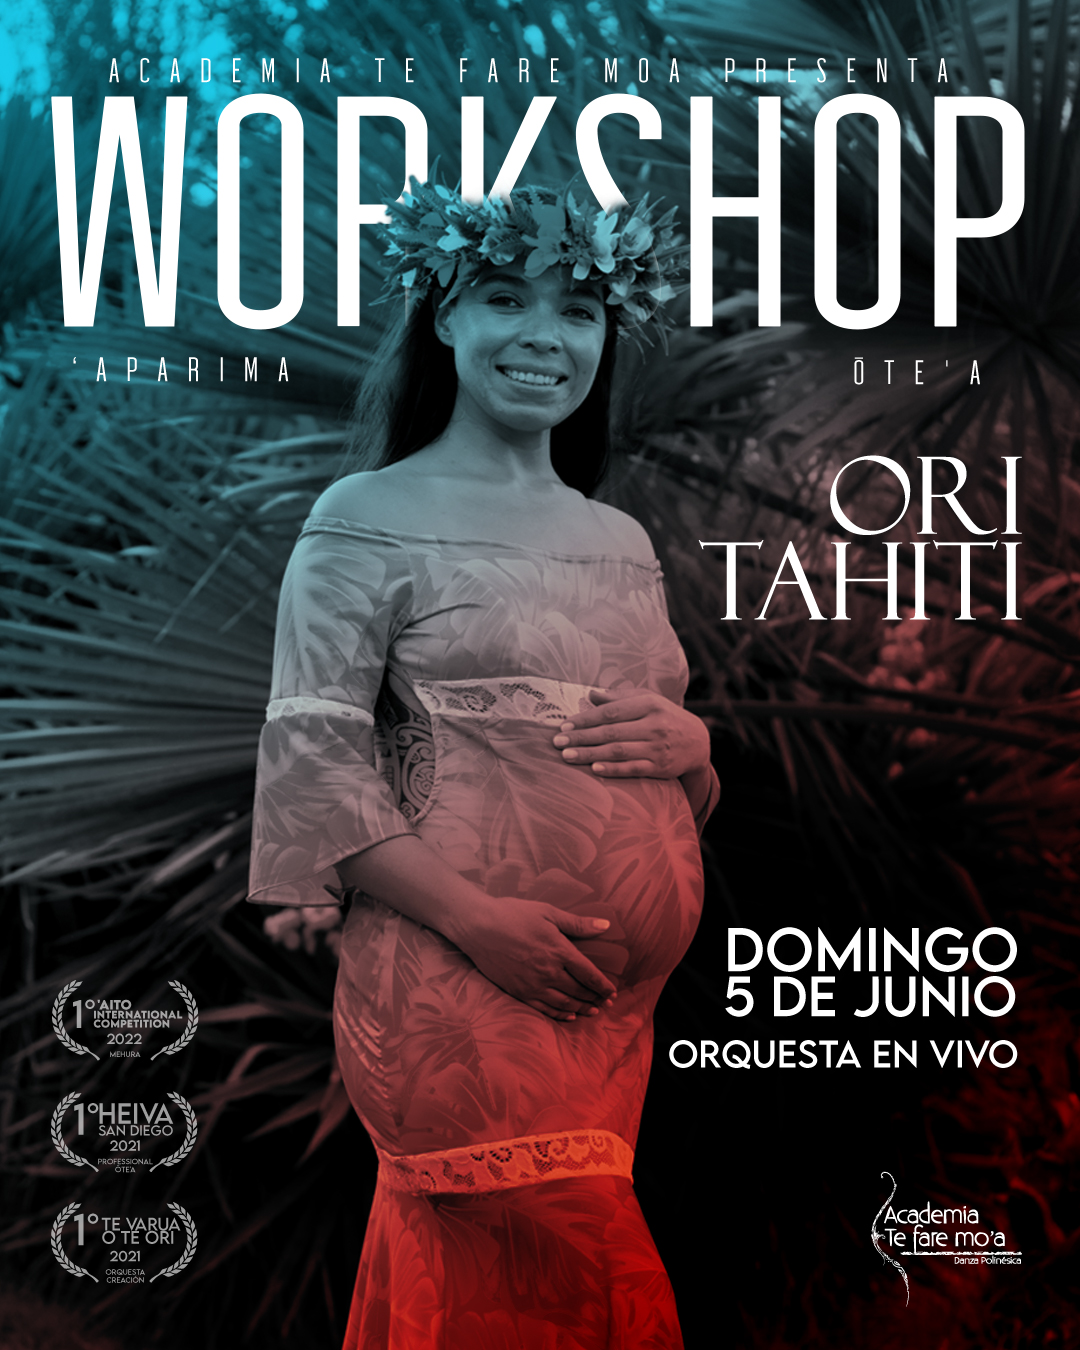 ACADEMIA TE FARE MOA PRESENTA
WORKSHOP
‘APARIMA
ŌTE'A
ORI
TAHITI
DOMINGO
5 DE JUNIO
ORQUESTA EN VIVO
1° 'AITO
INTERNATIONAL
COMPETITION
2022
MEHURA
1° HEIVA
SAN DIEGO
2021
PROFESSIONAL
ŌTE'A
1° TE VARUA
O TE ORI
2021
ORQUESTA
CREACIÓN
Academia
Te fare mo'a
Danza Polinésica